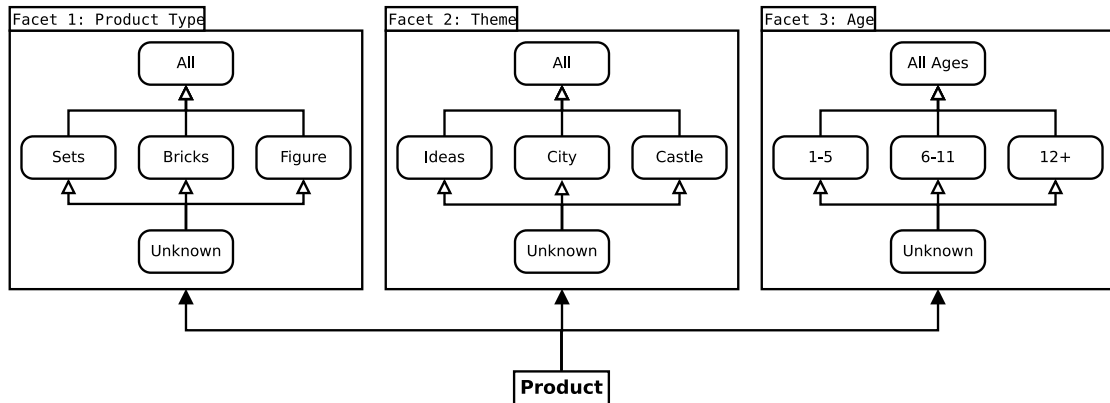 Facet 1: Product Type
All
Sets
Bricks
Figure
Unknown
Facet 2: Theme
All
Ideas
City
Castle
Unknown
Facet 3: Age
All Ages
1-5
6-11
12+
Unknown
Product